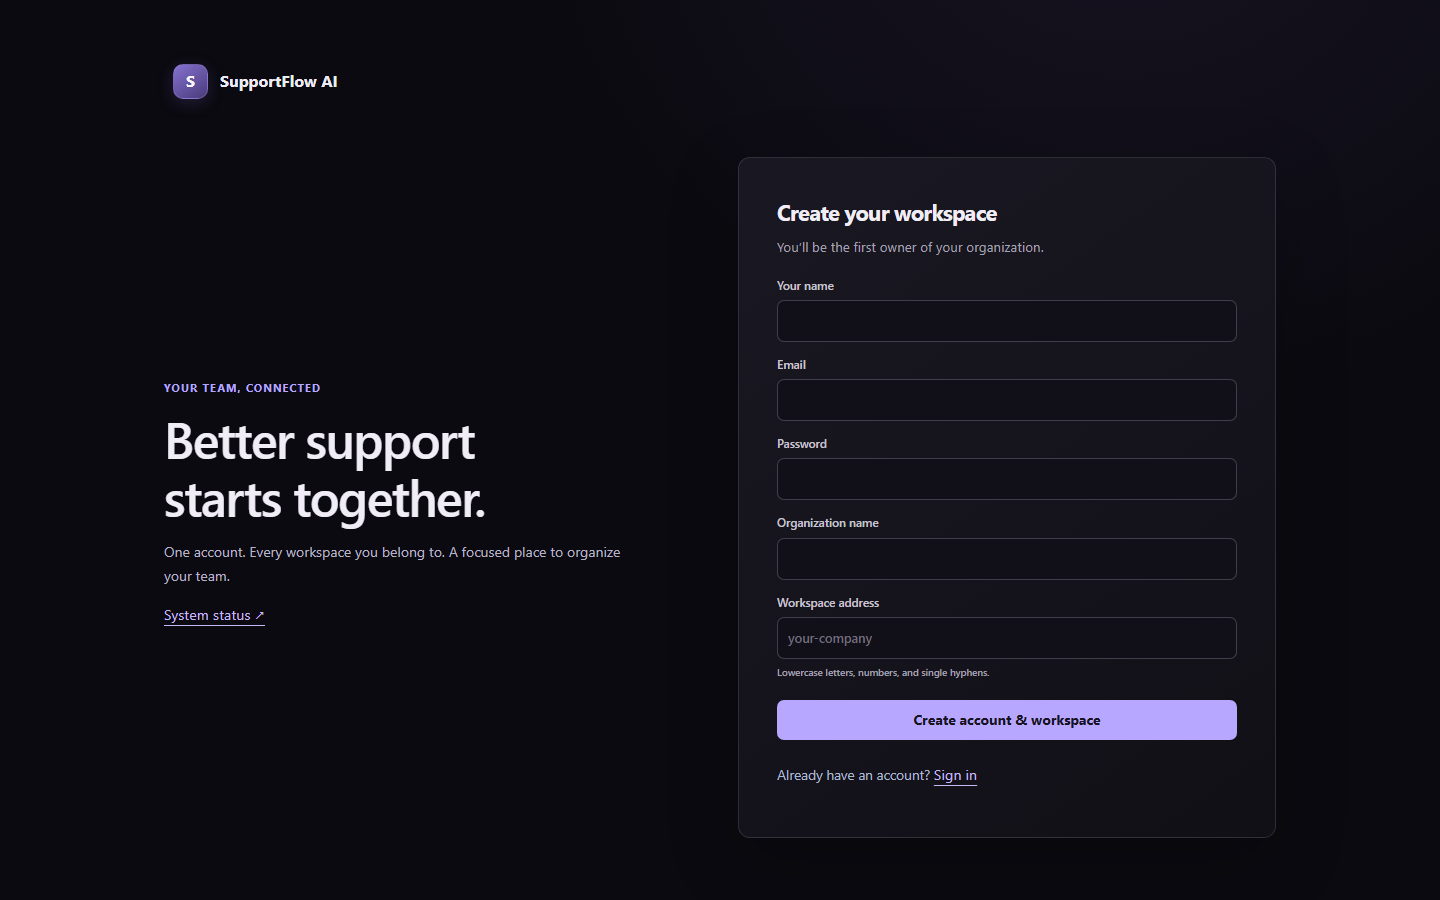 S
SupportFlow AI
YOUR TEAM, CONNECTED
Better support
starts together.
One account. Every workspace you belong to. A focused place to organize
your team.
System status ↗
Create your workspace
You’ll be the first owner of your organization.
Your name
Email
Password
Organization name
Workspace address
your-company
Lowercase letters, numbers, and single hyphens.
Create account & workspace
Already have an account? Sign in